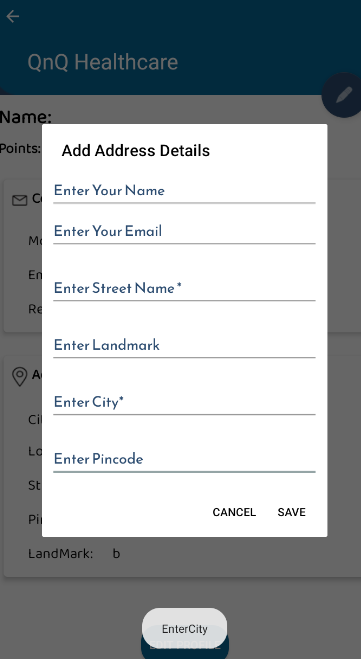 QnQ Healthcare
Name:
Points:
Add Address Details
Enter Your Name
Enter Your Email
Enter Street Name*
Enter Landmark
Enter City*
Enter Pincode
CANCEL SAVE
LandMark: b
EnterCity